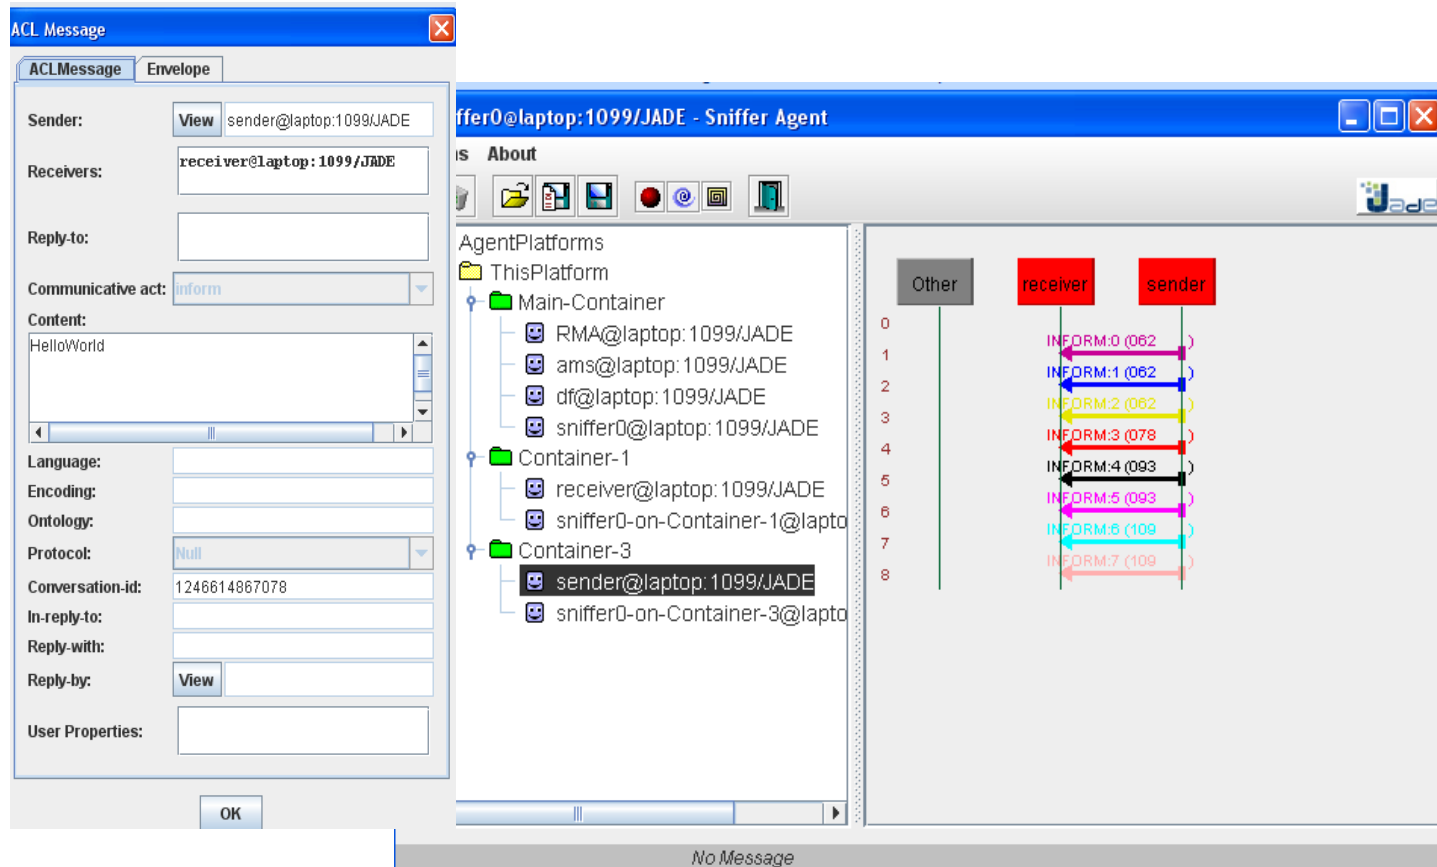 ACL Message
ACLMessage Envelope
Sender: View sender@laptop:1099/JADE
Receivers: receiver@laptop:1099/JADE
Reply-to:
Communicative act: inform
Content:
HelloWorld
Language:
Encoding:
Ontology:
Protocol: Null
Conversation-id: 1246614867078
In-reply-to:
Reply-with:
Reply-by: View
User Properties:
OK
ffer0@laptop:1099/JADE - Sniffer Agent
ns About
Jade
AgentPlatforms
ThisPlatform
Main-Container
RMA@laptop:1099/JADE
ams@laptop:1099/JADE
df@laptop:1099/JADE
sniffer0@laptop:1099/JADE
Container-1
receiver@laptop:1099/JADE
sniffer0-on-Container-1@lapto
Container-3
sender@laptop:1099/JADE
sniffer0-on-Container-3@lapto
Other receiver sender
0
INFORM:0 (062 )
1
INFORM:1 (062 )
2
INFORM:2 (062 )
3
INFORM:3 (078 )
4
INFORM:4 (093 )
5
INFORM:5 (093 )
6
INFORM:6 (109 )
7
INFORM:7 (109 )
8
No Message